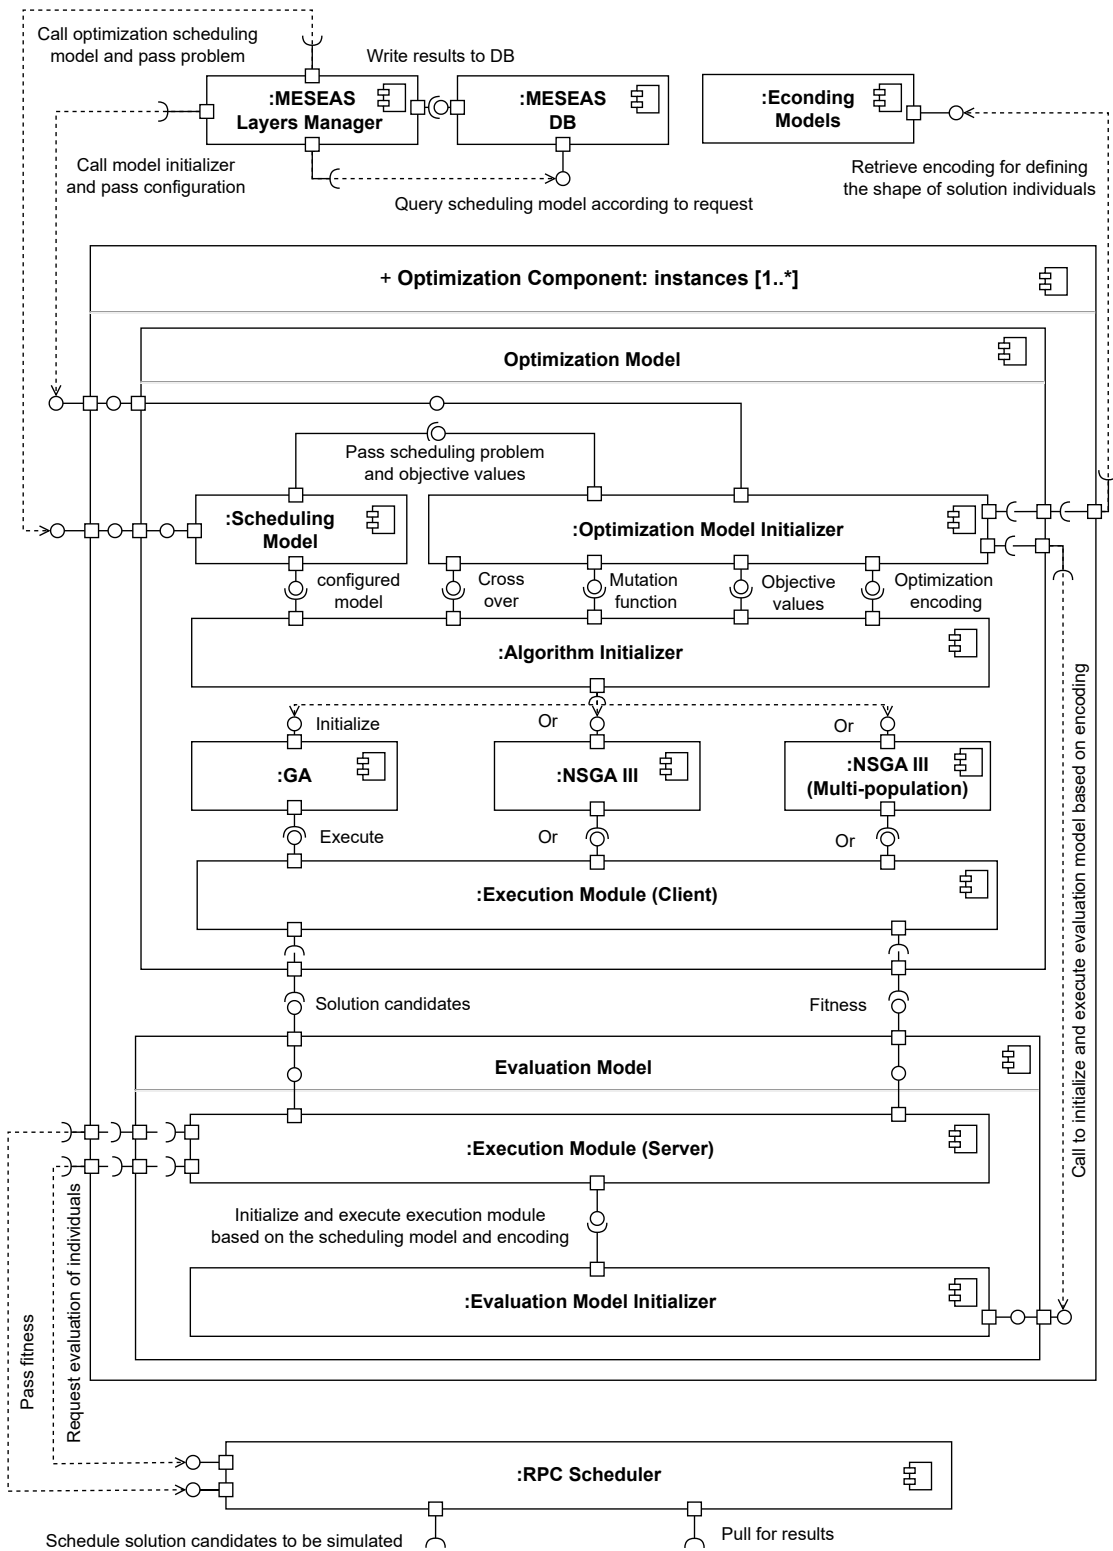 Call optimization scheduling
model and pass problem
Write results to DB
:MESEAS
Layers Manager
:MESEAS
DB
:Econding
Models
Call model initializer
and pass configuration
Retrieve encoding for defining
the shape of solution individuals
Query scheduling model according to request
+ Optimization Component: instances [1..*]
Optimization Model
Pass scheduling problem
and objective values
:Scheduling
Model
:Optimization Model Initializer
configured
model
Cross
over
Mutation
function
Objective
values
Optimization
encoding
:Algorithm Initializer
Initialize
Or
Or
:GA
:NSGA III
:NSGA III
(Multi-population)
Execute
Or
Or
:Execution Module (Client)
Call to initialize and execute evaluation model based on encoding
Solution candidates
Fitness
Evaluation Model
:Execution Module (Server)
Initialize and execute execution module
based on the scheduling model and encoding
:Evaluation Model Initializer
Pass fitness
Request evaluation of individuals
:RPC Scheduler
Schedule solution candidates to be simulated
Pull for results